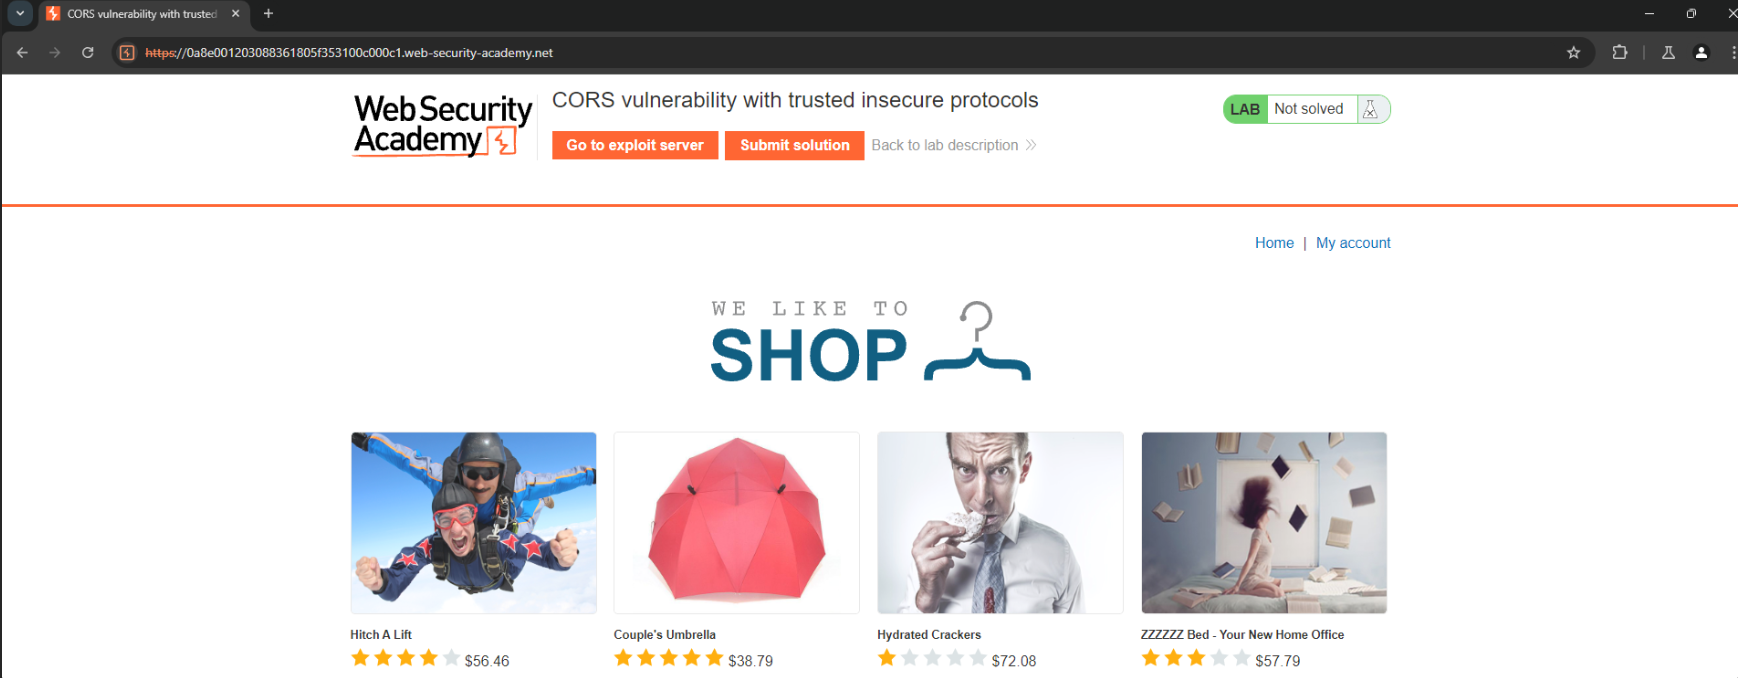 CORS vulnerability with trusted
https://0a8e001203088361805f353100c000c1.web-security-academy.net
Web Security
Academy
CORS vulnerability with trusted insecure protocols
Go to exploit server
Submit solution
Back to lab description
LAB
Not solved
Home | My account
WE LIKE TO
SHOP
Hitch A Lift
$56.46
Couple's Umbrella
$38.79
Hydrated Crackers
$72.08
ZZZZZZ Bed - Your New Home Office
$57.79